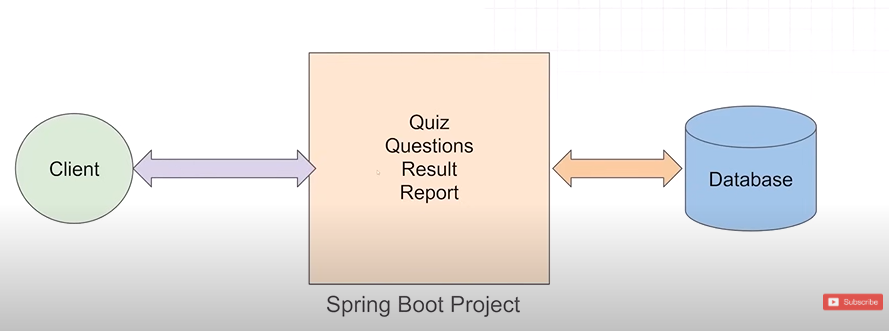 Client
Quiz
Questions
Result
Report
Database
Spring Boot Project
Subscribe